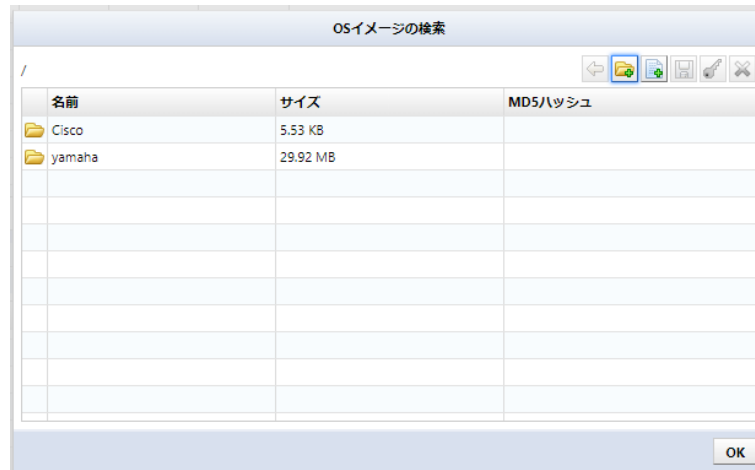 OSイメージの検索
/
名前 サイズ MD5ハッシュ
Cisco 5.53 KB
yamaha 29.92 MB
OK